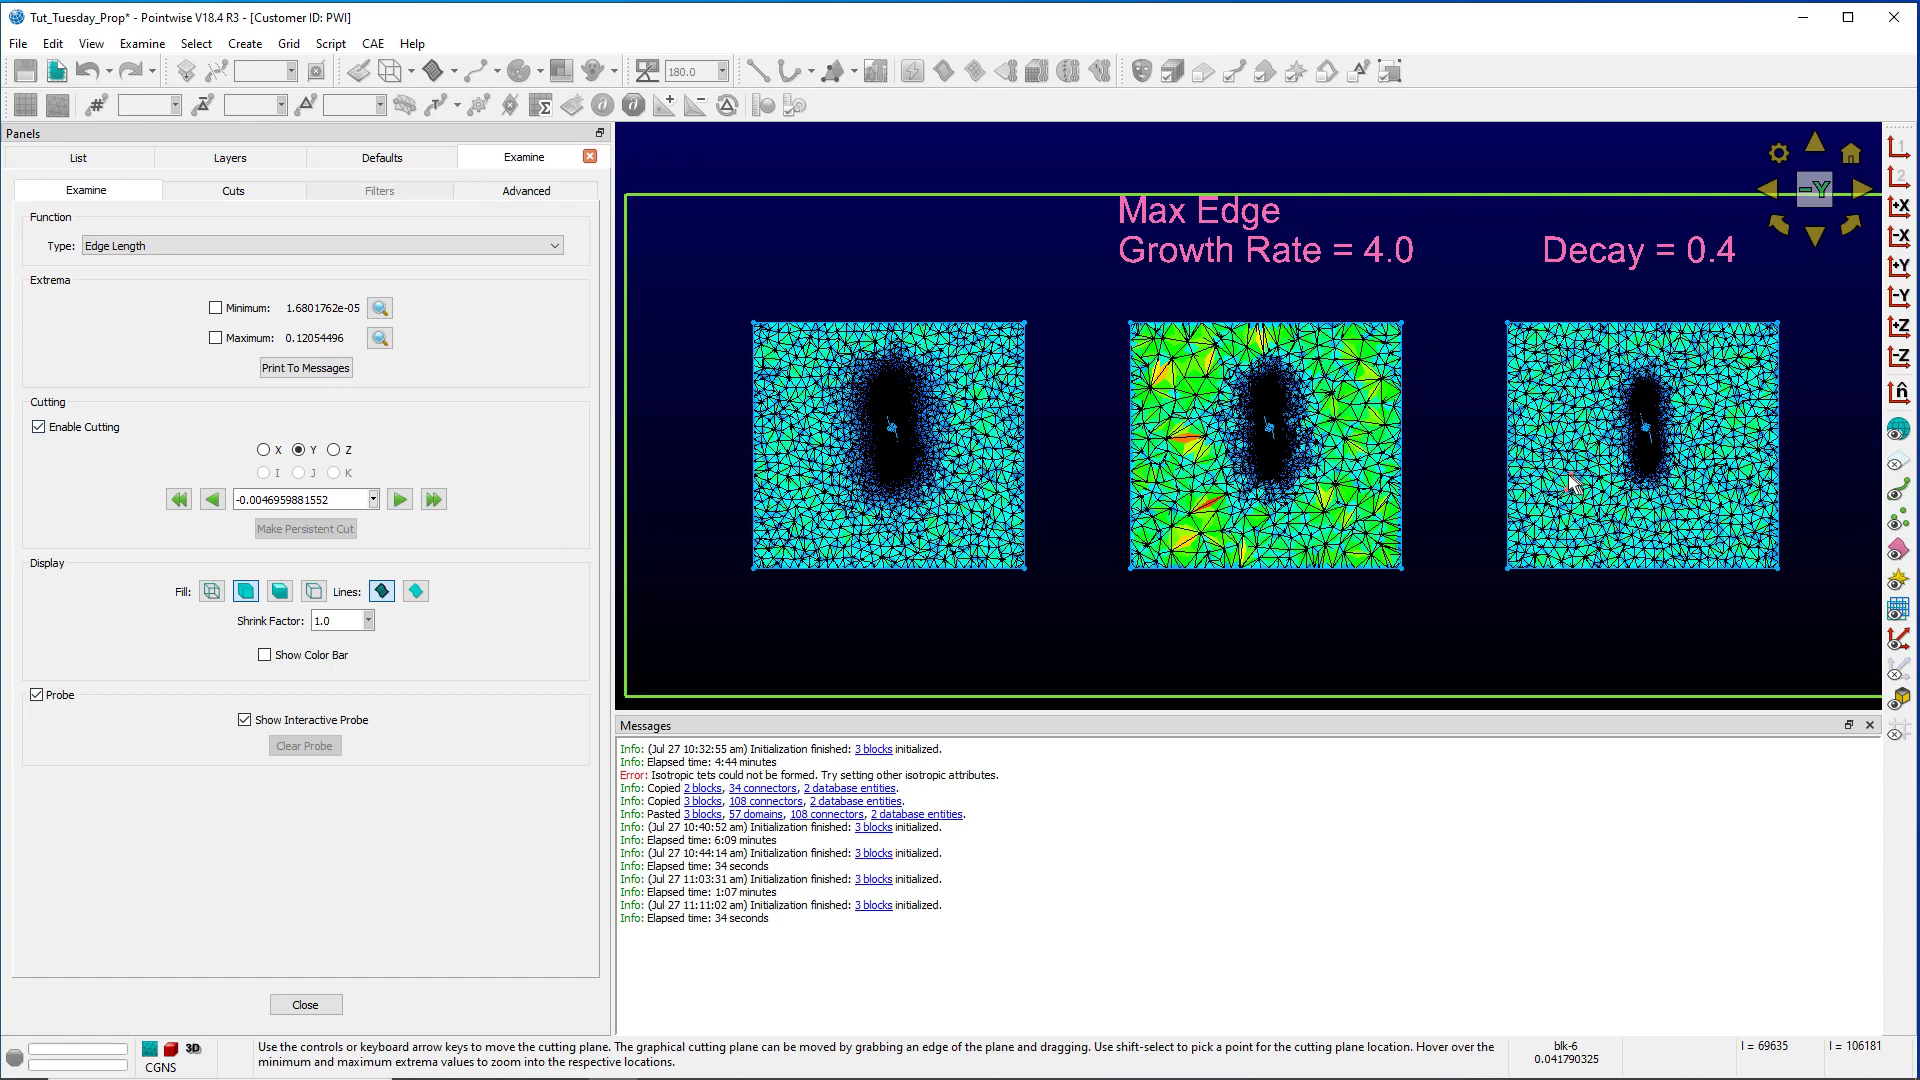 Tut_Tuesday_Prop* - Pointwise V18.4 R3 - [Customer ID: PWI]
File Edit View Examine Select Create Grid Script CAE Help
180.0
Panels
List Layers Defaults Examine
Examine Cuts Filters Advanced
Function
Type: Edge Length
Extrema
Minimum: 1.6801762e-05
Maximum: 0.12054496
Print To Messages
Cutting
Enable Cutting
X Y Z
I J K
-0.0046959881552
Make Persistent Cut
Display
Fill: Lines:
Shrink Factor: 1.0
Show Color Bar
Probe
Show Interactive Probe
Clear Probe
Close
Max Edge
Growth Rate = 4.0
Decay = 0.4
-Y
1
2
+X
-X
+Y
-Y
+Z
-Z
n̂
Messages
Info: (Jul 27 10:32:55 am) Initialization finished: 3 blocks initialized.
Info: Elapsed time: 4:44 minutes
Error: Isotropic tets could not be formed. Try setting other isotropic attributes.
Info: Copied 2 blocks, 34 connectors, 2 database entities.
Info: Copied 3 blocks, 108 connectors, 2 database entities.
Info: Pasted 3 blocks, 57 domains, 108 connectors, 2 database entities.
Info: (Jul 27 10:40:52 am) Initialization finished: 3 blocks initialized.
Info: Elapsed time: 6:09 minutes
Info: (Jul 27 10:44:14 am) Initialization finished: 3 blocks initialized.
Info: Elapsed time: 34 seconds
Info: (Jul 27 11:03:31 am) Initialization finished: 3 blocks initialized.
Info: Elapsed time: 1:07 minutes
Info: (Jul 27 11:11:02 am) Initialization finished: 3 blocks initialized.
Info: Elapsed time: 34 seconds
3D
CGNS
Use the controls or keyboard arrow keys to move the cutting plane. The graphical cutting plane can be moved by grabbing an edge of the plane and dragging. Use shift-select to pick a point for the cutting plane location. Hover over the
minimum and maximum extrema values to zoom into the respective locations.
blk-6
0.041790325
I = 69635
I = 106181